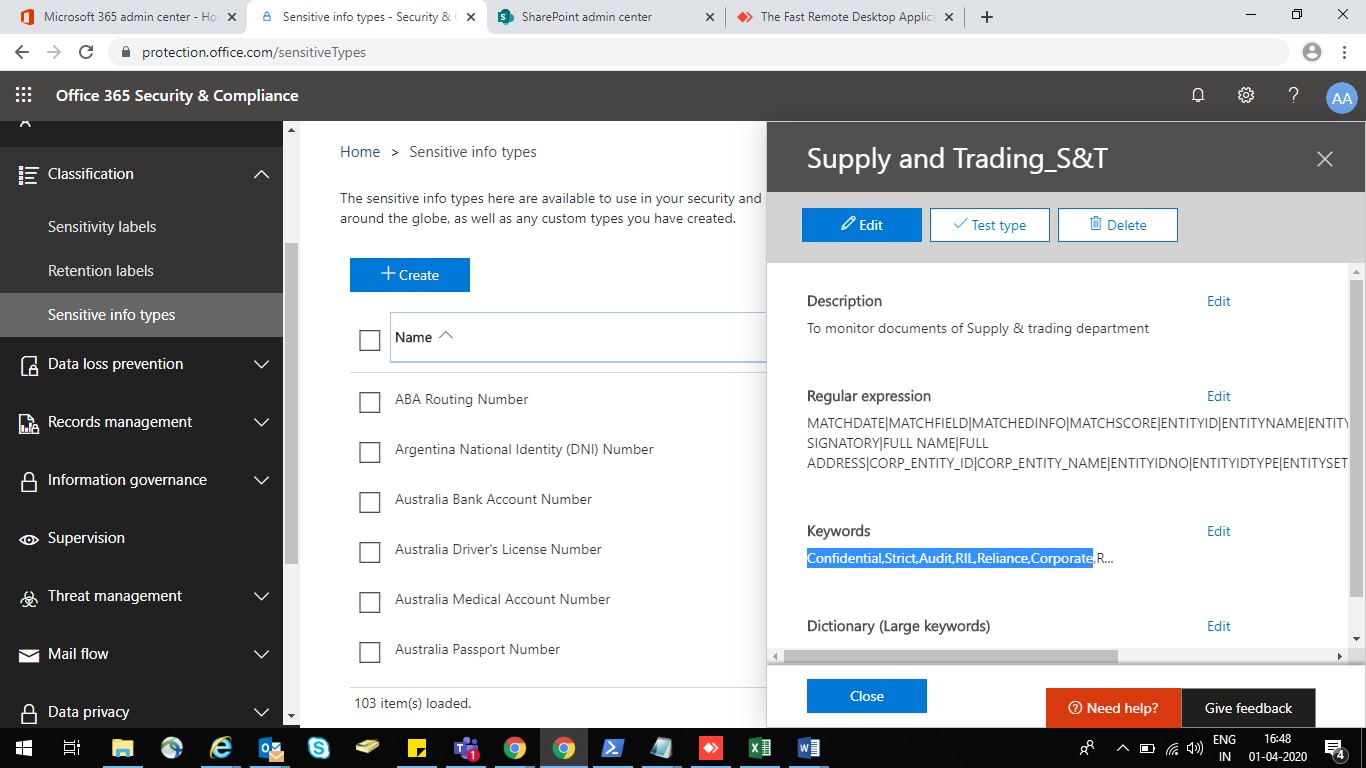 Microsoft 365 admin center - Ho
Sensitive info types - Security &
SharePoint admin center
The Fast Remote Desktop Applica
protection.office.com/sensitiveTypes
Office 365 Security & Compliance
AA
Classification
Sensitivity labels
Retention labels
Sensitive info types
Data loss prevention
Records management
Information governance
Supervision
Threat management
Mail flow
Data privacy
Home > Sensitive info types
The sensitive info types here are available to use in your security and
around the globe, as well as any custom types you have created.
Create
Name
ABA Routing Number
Argentina National Identity (DNI) Number
Australia Bank Account Number
Australia Driver's License Number
Australia Medical Account Number
Australia Passport Number
103 item(s) loaded.
Supply and Trading_S&T
Edit
Test type
Delete
Description Edit
To monitor documents of Supply & trading department
Regular expression Edit
MATCHDATE|MATCHFIELD|MATCHEDINFO|MATCHSCORE|ENTITYID|ENTITYNAME|ENTITY
SIGNATORY|FULL NAME|FULL
ADDRESS|CORP_ENTITY_ID|CORP_ENTITY_NAME|ENTITYIDNO|ENTITYIDTYPE|ENTITYSET
Keywords Edit
Confidential,Strict,Audit,RIL,Reliance,Corporate,R...
Dictionary (Large keywords) Edit
Close
Need help?
Give feedback
1
ENG
IN
16:48
01-04-2020
4